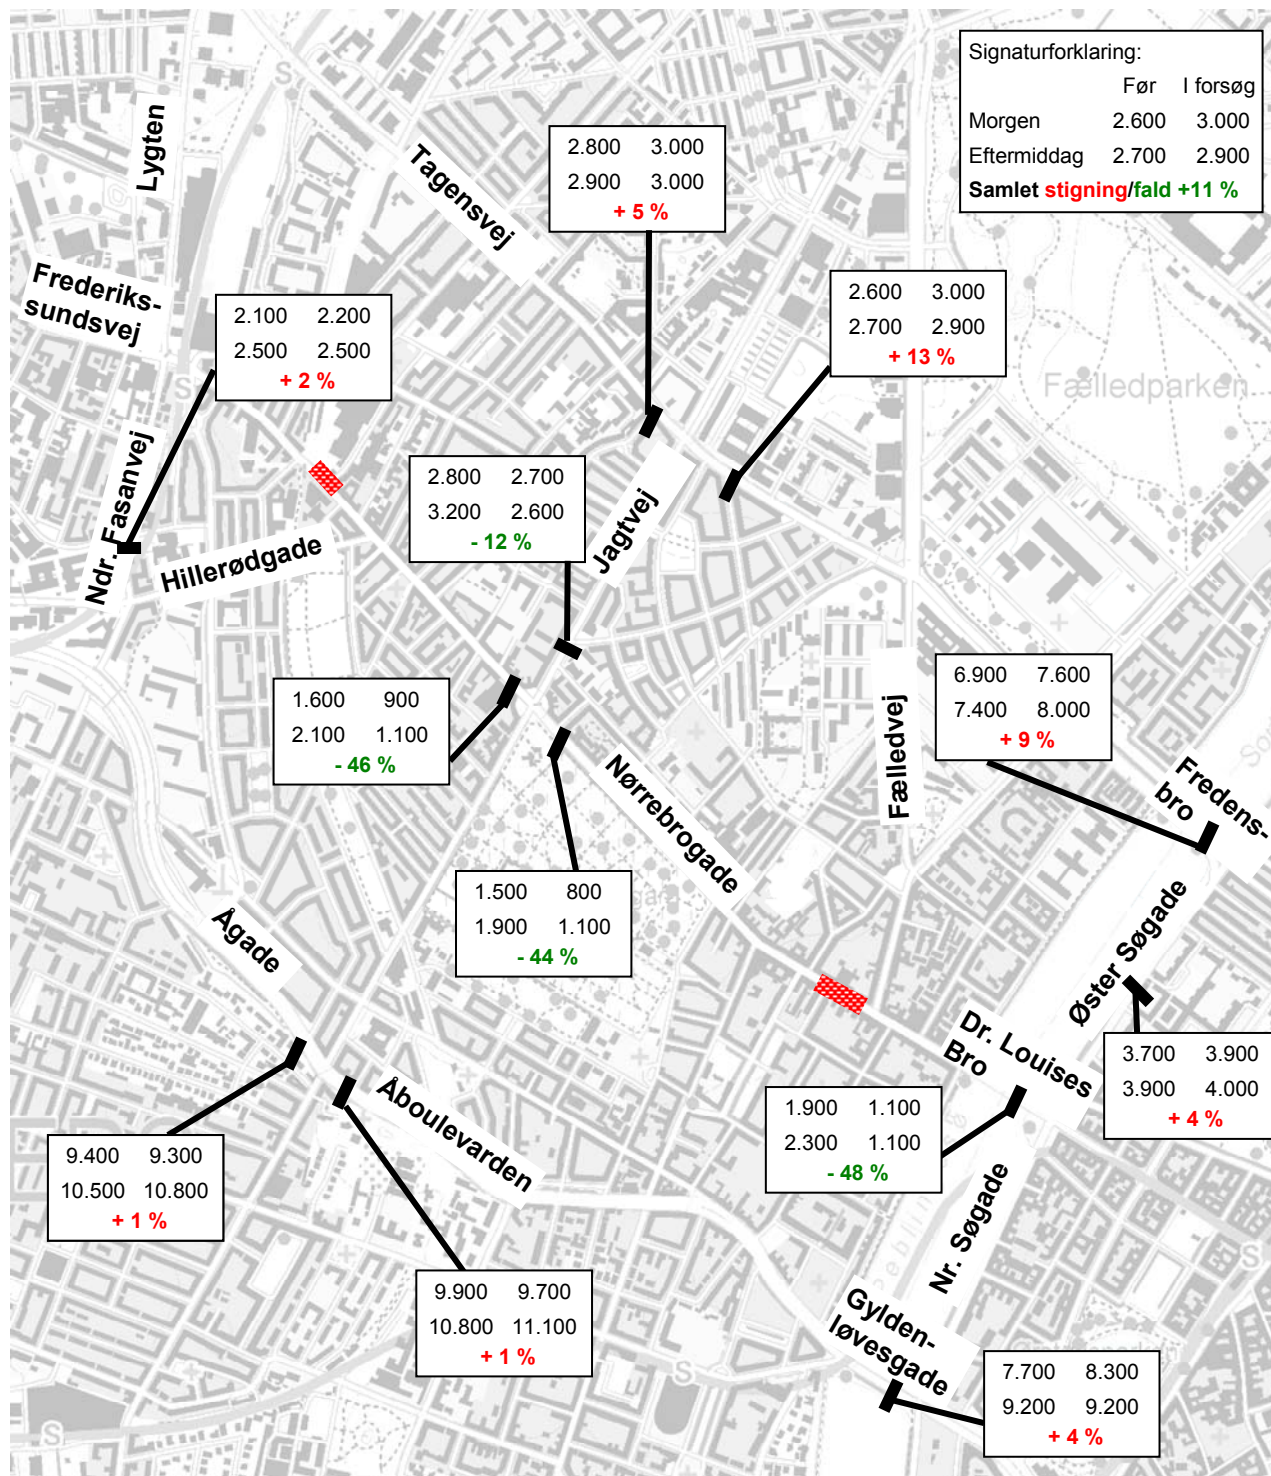 Signaturforklaring:
Før I forsøg
Morgen 2.600 3.000
Eftermiddag 2.700 2.900
Samlet stigning/fald +11 %
Lygten
Tagensvej
2.800 3.000
2.900 3.000
+ 5 %
Frederiks-
sundsvej
2.100 2.200
2.500 2.500
+ 2 %
2.600 3.000
2.700 2.900
+ 13 %
Fælledparken
Ndr. Fasanvej
Hillerødgade
2.800 2.700
3.200 2.600
- 12 %
Jagtvej
1.600 900
2.100 1.100
- 46 %
Nørrebrogade
Fælledvej
6.900 7.600
7.400 8.000
+ 9 %
Fredens-
bro
1.500 800
1.900 1.100
- 44 %
Ågade
Øster Søgade
Dr. Louises
Bro
3.700 3.900
3.900 4.000
+ 4 %
Åboulevarden
1.900 1.100
2.300 1.100
- 48 %
9.400 9.300
10.500 10.800
+ 1 %
Nr. Søgade
9.900 9.700
10.800 11.100
+ 1 %
Gylden-
løvesgade
7.700 8.300
9.200 9.200
+ 4 %
S
S
S
S
S